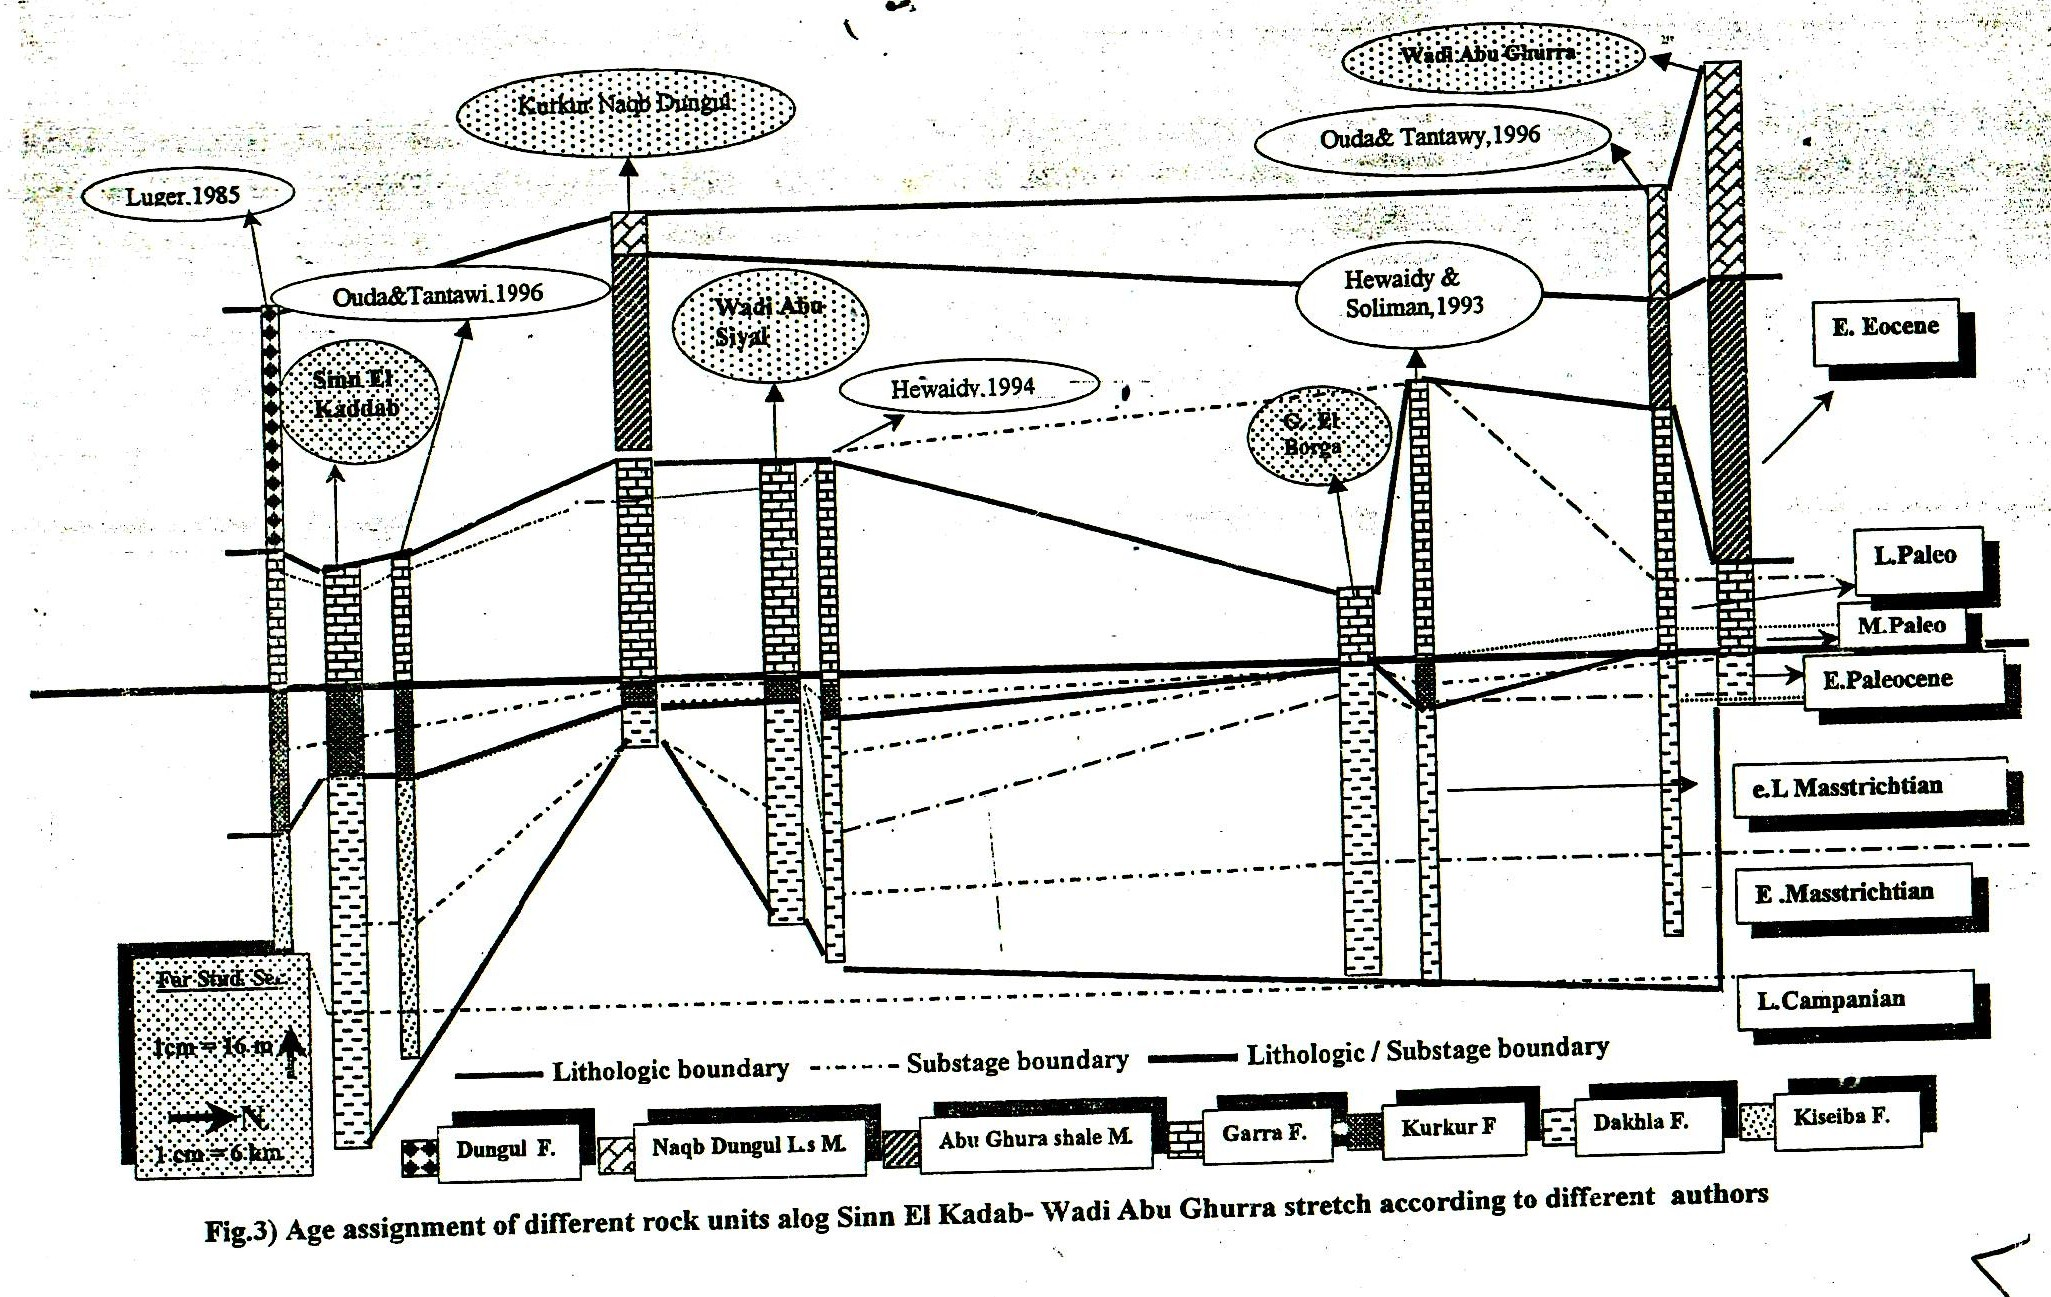 Wadi Abu Ghurra
Kurkur Naqb Dungul
Ouda& Tantawy,1996
Luger.1985
Hewaidy &
Soliman,1993
Ouda&Tantawi.1996
Wadi Abu
Siyal
E. Eocene
Sinn El
Kaddab
Hewaidy.1994
G. El
Borga
L.Paleo
M.Paleo
E.Paleocene
e.L Masstrichtian
E .Masstrichtian
L.Campanian
For Stud. Sec.
1cm = 16 m
N
1 cm = 6 km
Lithologic boundary
Substage boundary
Lithologic / Substage boundary
Dungul F.
Naqb Dungul L.s M.
Abu Ghura shale M.
Garra F.
Kurkur F
Dakhla F.
Kiseiba F.
Fig.3) Age assignment of different rock units alog Sinn El Kadab- Wadi Abu Ghurra stretch according to different authors